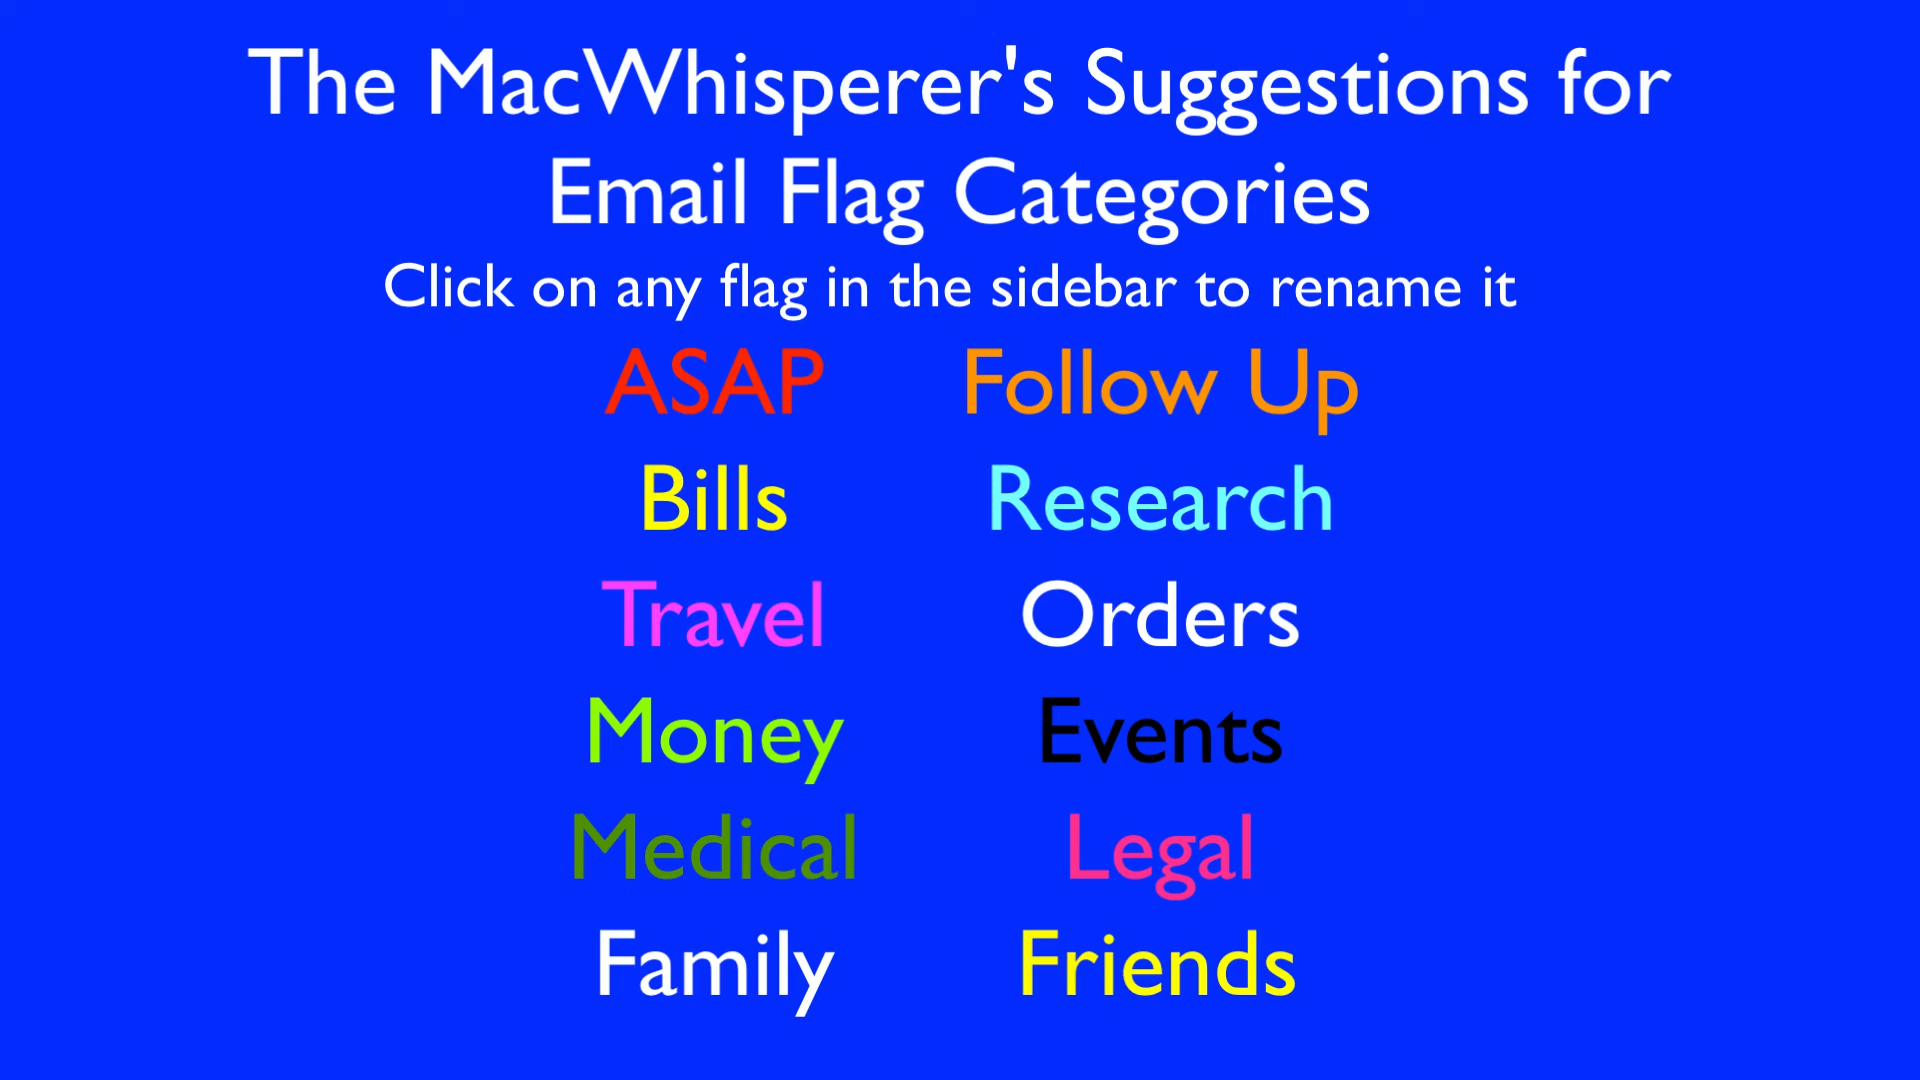 The MacWhisperer's Suggestions for
Email Flag Categories
Click on any flag in the sidebar to rename it
ASAP Follow Up
Bills Research
Travel Orders
Money Events
Medical Legal
Family Friends